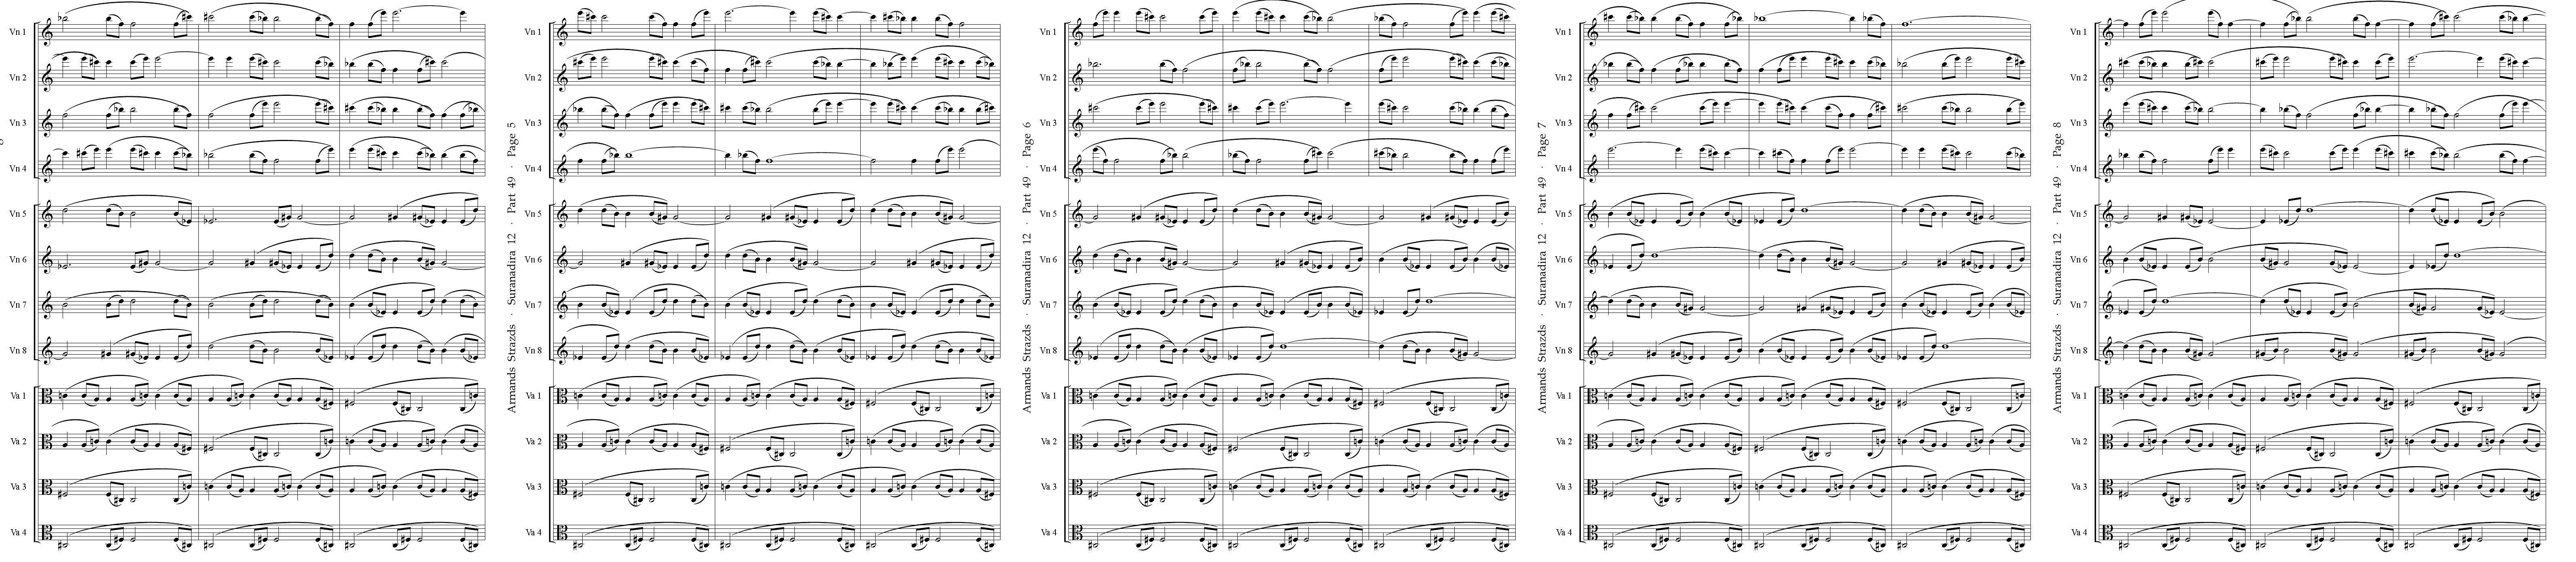 Vn 1
Vn 2
Vn 3
Vn 4
Vn 5
Vn 6
Vn 7
Vn 8
Va 1
Va 2
Va 3
Va 4
Armands Strazds · Suranadira 12 · Part 49 · Page 5
Vn 1
Vn 2
Vn 3
Vn 4
Vn 5
Vn 6
Vn 7
Vn 8
Va 1
Va 2
Va 3
Va 4
Armands Strazds · Suranadira 12 · Part 49 · Page 6
Vn 1
Vn 2
Vn 3
Vn 4
Vn 5
Vn 6
Vn 7
Vn 8
Va 1
Va 2
Va 3
Va 4
Armands Strazds · Suranadira 12 · Part 49 · Page 7
Vn 1
Vn 2
Vn 3
Vn 4
Vn 5
Vn 6
Vn 7
Vn 8
Va 1
Va 2
Va 3
Va 4
Armands Strazds · Suranadira 12 · Part 49 · Page 8
Vn 1
Vn 2
Vn 3
Vn 4
Vn 5
Vn 6
Vn 7
Vn 8
Va 1
Va 2
Va 3
Va 4